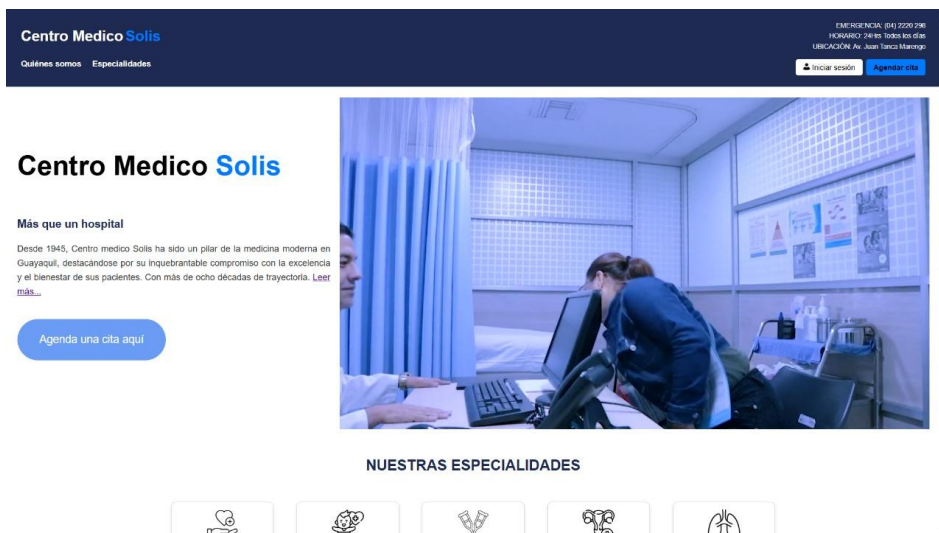 Centro Medico Solis
Quiénes somos Especialidades
EMERGENCIA: (04) 2220 298
HORARIO: 24Hrs Todos los días
UBICACIÓN: Av. Juan Tanca Marengo
Iniciar sesión Agendar cita
Centro Medico Solis
Más que un hospital
Desde 1945, Centro medico Solis ha sido un pilar de la medicina moderna en
Guayaquil, destacándose por su inquebrantable compromiso con la excelencia
y el bienestar de sus pacientes. Con más de ocho décadas de trayectoria. Leer
más...
Agenda una cita aquí
NUESTRAS ESPECIALIDADES